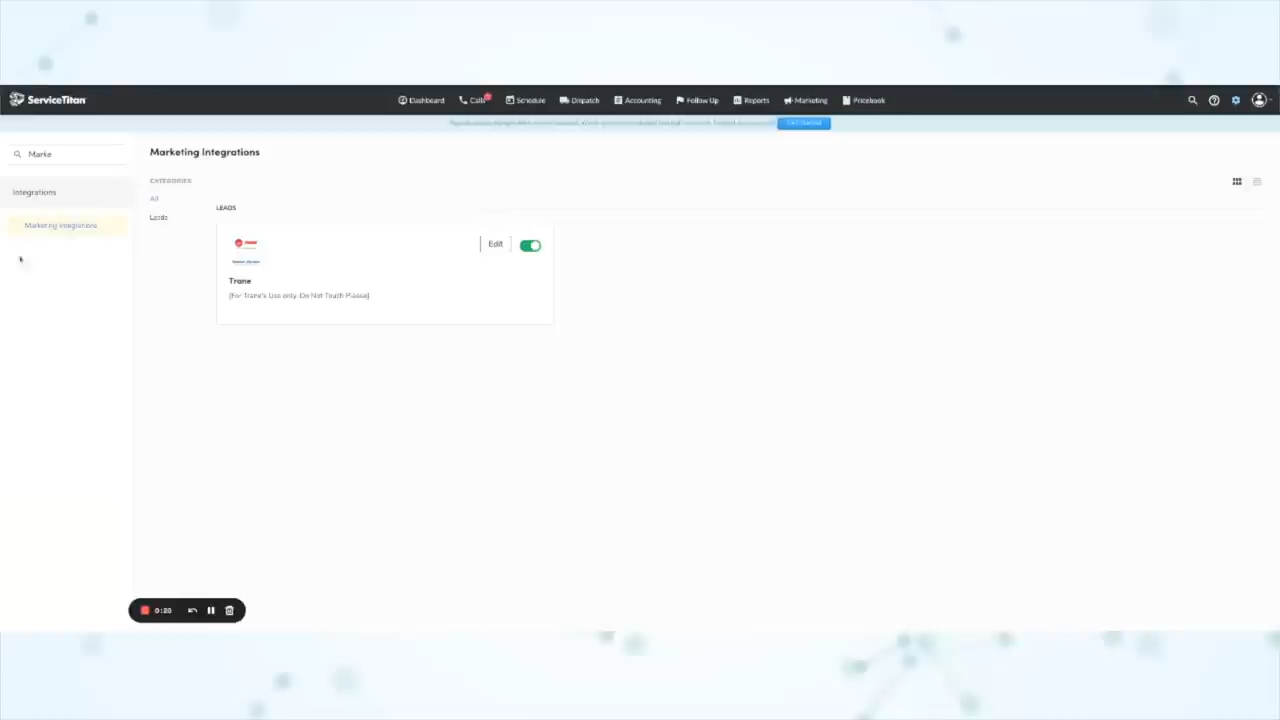 ServiceTitan
Dashboard
Calls
Schedule
Dispatch
Accounting
Follow Up
Reports
Marketing
Pricebook
Marke
Integrations
Marketing Integrations
Marketing Integrations
CATEGORIES
All
Leads
LEADS
Edit
Trane
[For Trane's Use only. Do Not Touch Please]
0:20